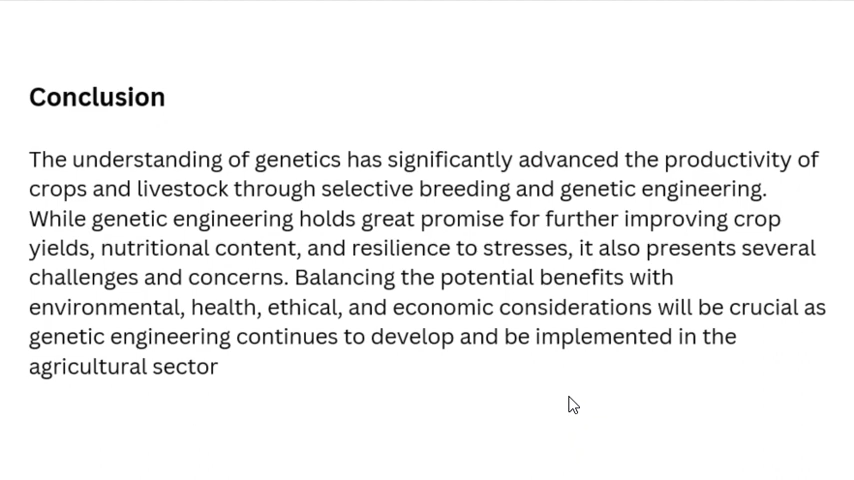 Conclusion
The understanding of genetics has significantly advanced the productivity of
crops and livestock through selective breeding and genetic engineering.
While genetic engineering holds great promise for further improving crop
yields, nutritional content, and resilience to stresses, it also presents several
challenges and concerns. Balancing the potential benefits with
environmental, health, ethical, and economic considerations will be crucial as
genetic engineering continues to develop and be implemented in the
agricultural sector